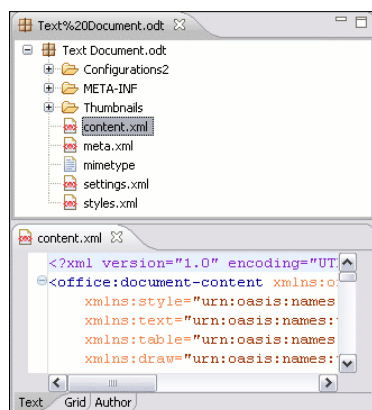 Text%20Document.odt
Text Document.odt
Configurations2
META-INF
Thumbnails
content.xml
meta.xml
mimetype
settings.xml
styles.xml
content.xml
<?xml version="1.0" encoding="UT
<office:document-content xmlns:o
xmlns:style="urn:oasis:names
xmlns:text="urn:oasis:names:
xmlns:table="urn:oasis:names
xmlns:draw="urn:oasis:names:
Text Grid Author